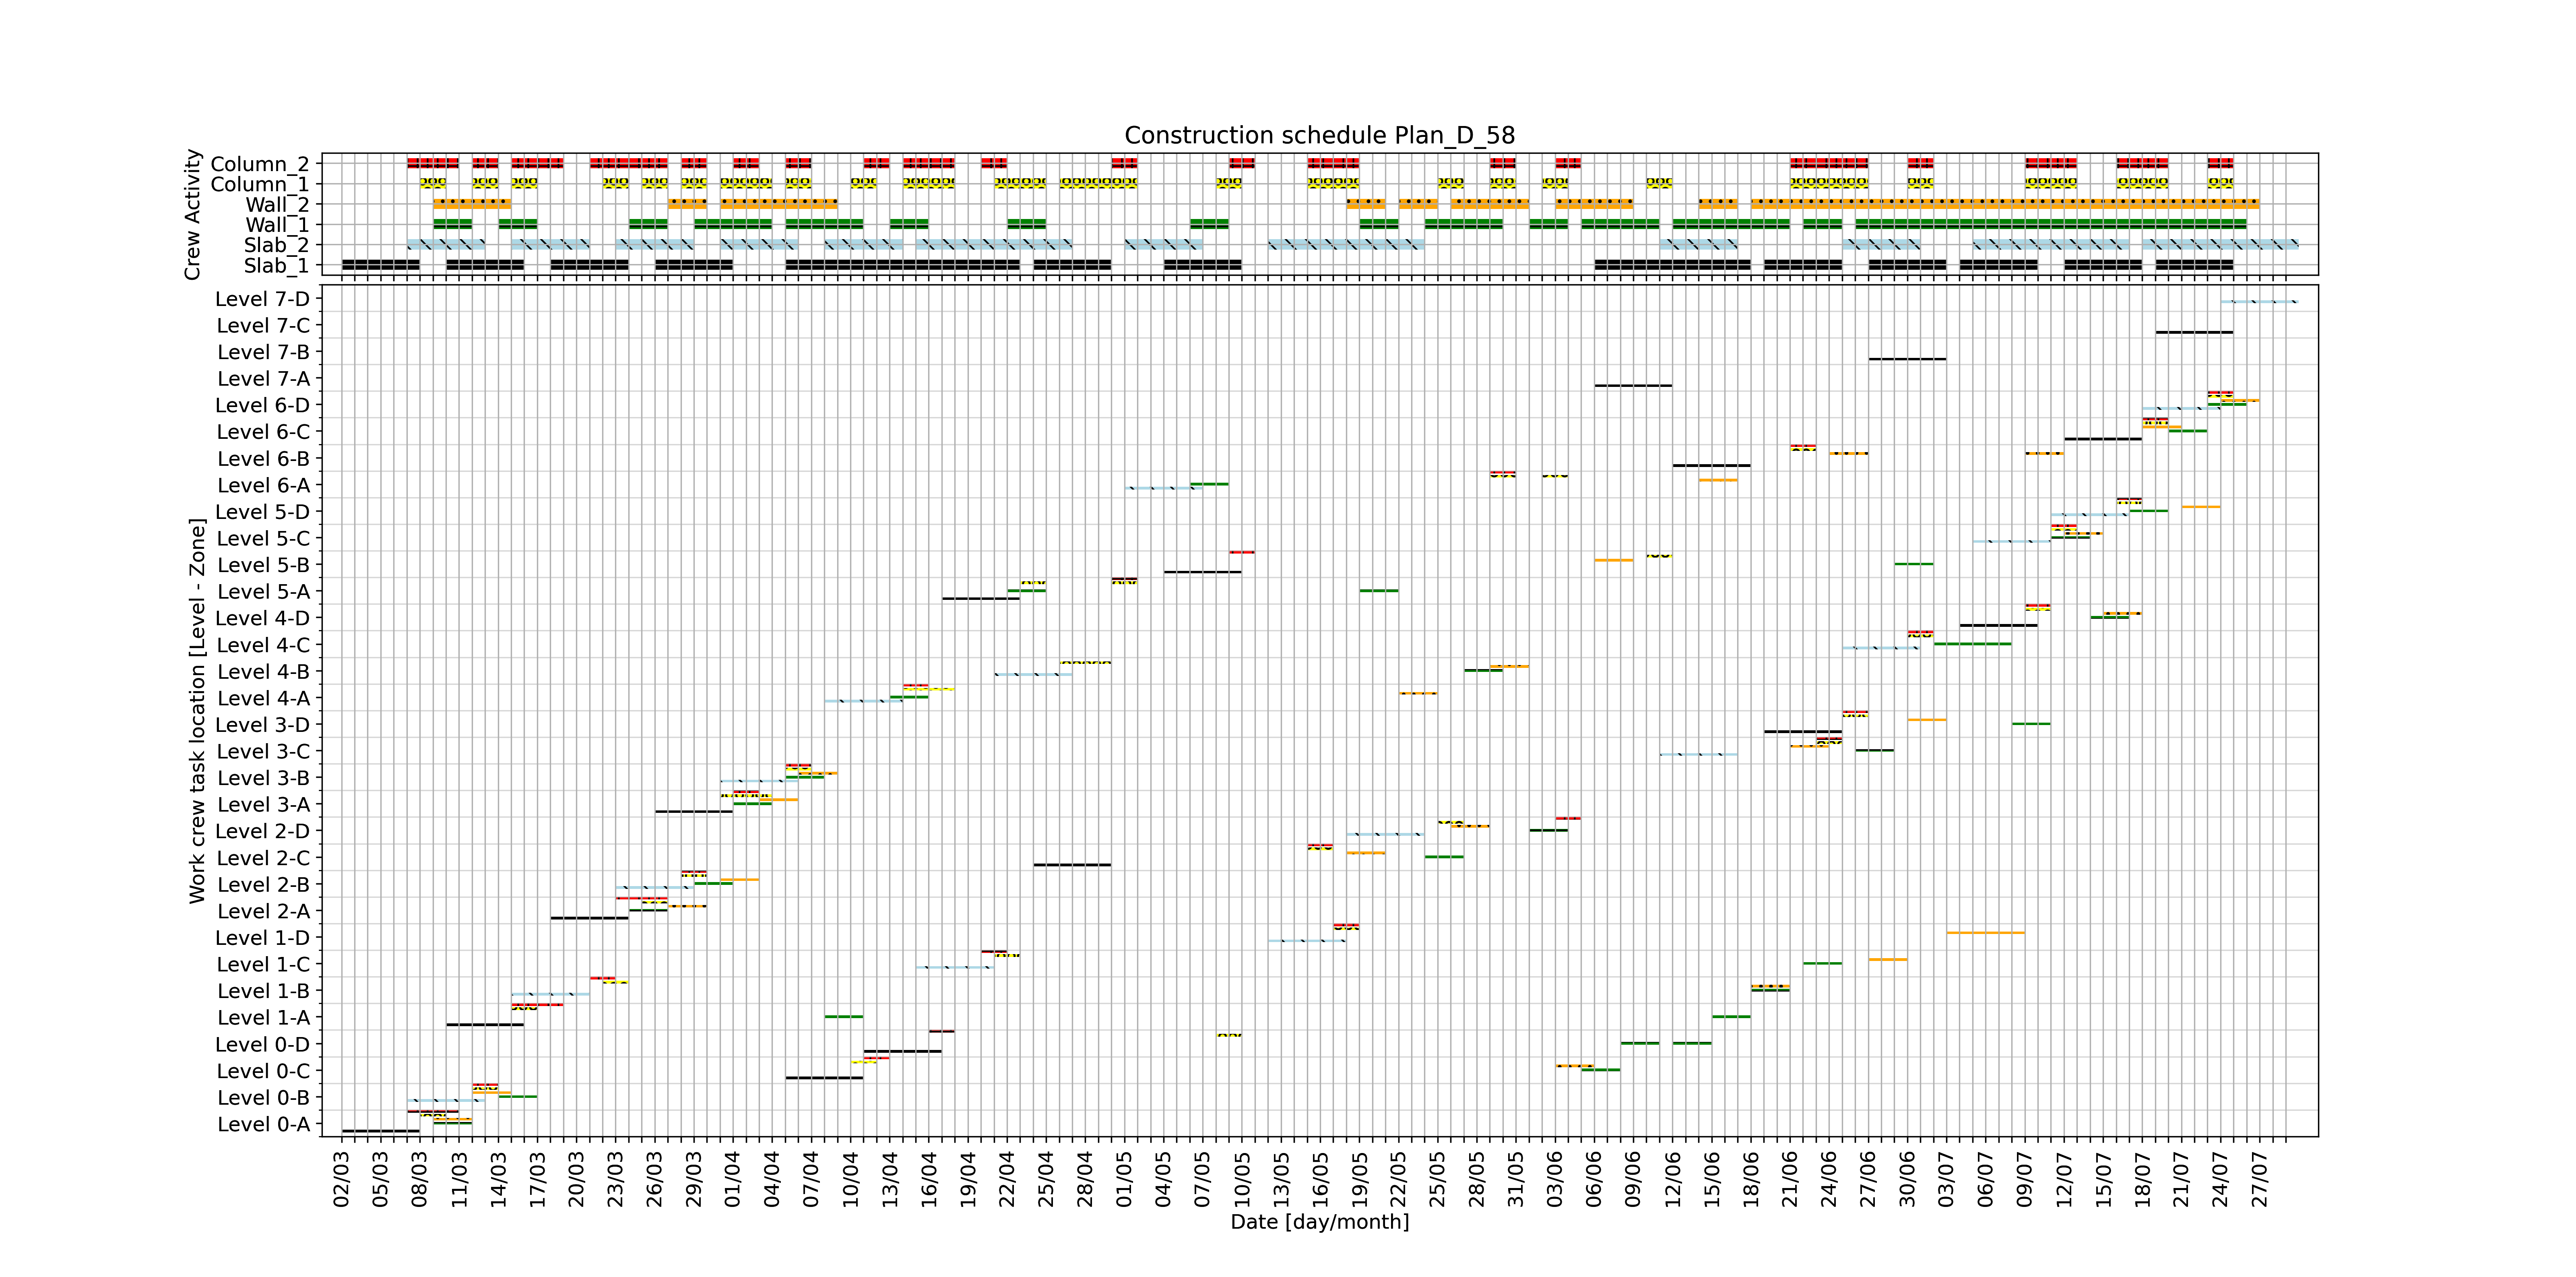 Construction schedule Plan_D_58
Crew Activity
Column_2
Column_1
Wall_2
Wall_1
Slab_2
Slab_1
Work crew task location [Level - Zone]
Level 7-D
Level 7-C
Level 7-B
Level 7-A
Level 6-D
Level 6-C
Level 6-B
Level 6-A
Level 5-D
Level 5-C
Level 5-B
Level 5-A
Level 4-D
Level 4-C
Level 4-B
Level 4-A
Level 3-D
Level 3-C
Level 3-B
Level 3-A
Level 2-D
Level 2-C
Level 2-B
Level 2-A
Level 1-D
Level 1-C
Level 1-B
Level 1-A
Level 0-D
Level 0-C
Level 0-B
Level 0-A
02/03
05/03
08/03
11/03
14/03
17/03
20/03
23/03
26/03
29/03
01/04
04/04
07/04
10/04
13/04
16/04
19/04
22/04
25/04
28/04
01/05
04/05
07/05
10/05
13/05
16/05
19/05
22/05
25/05
28/05
31/05
03/06
06/06
09/06
12/06
15/06
18/06
21/06
24/06
27/06
30/06
03/07
06/07
09/07
12/07
15/07
18/07
21/07
24/07
27/07
Date [day/month]